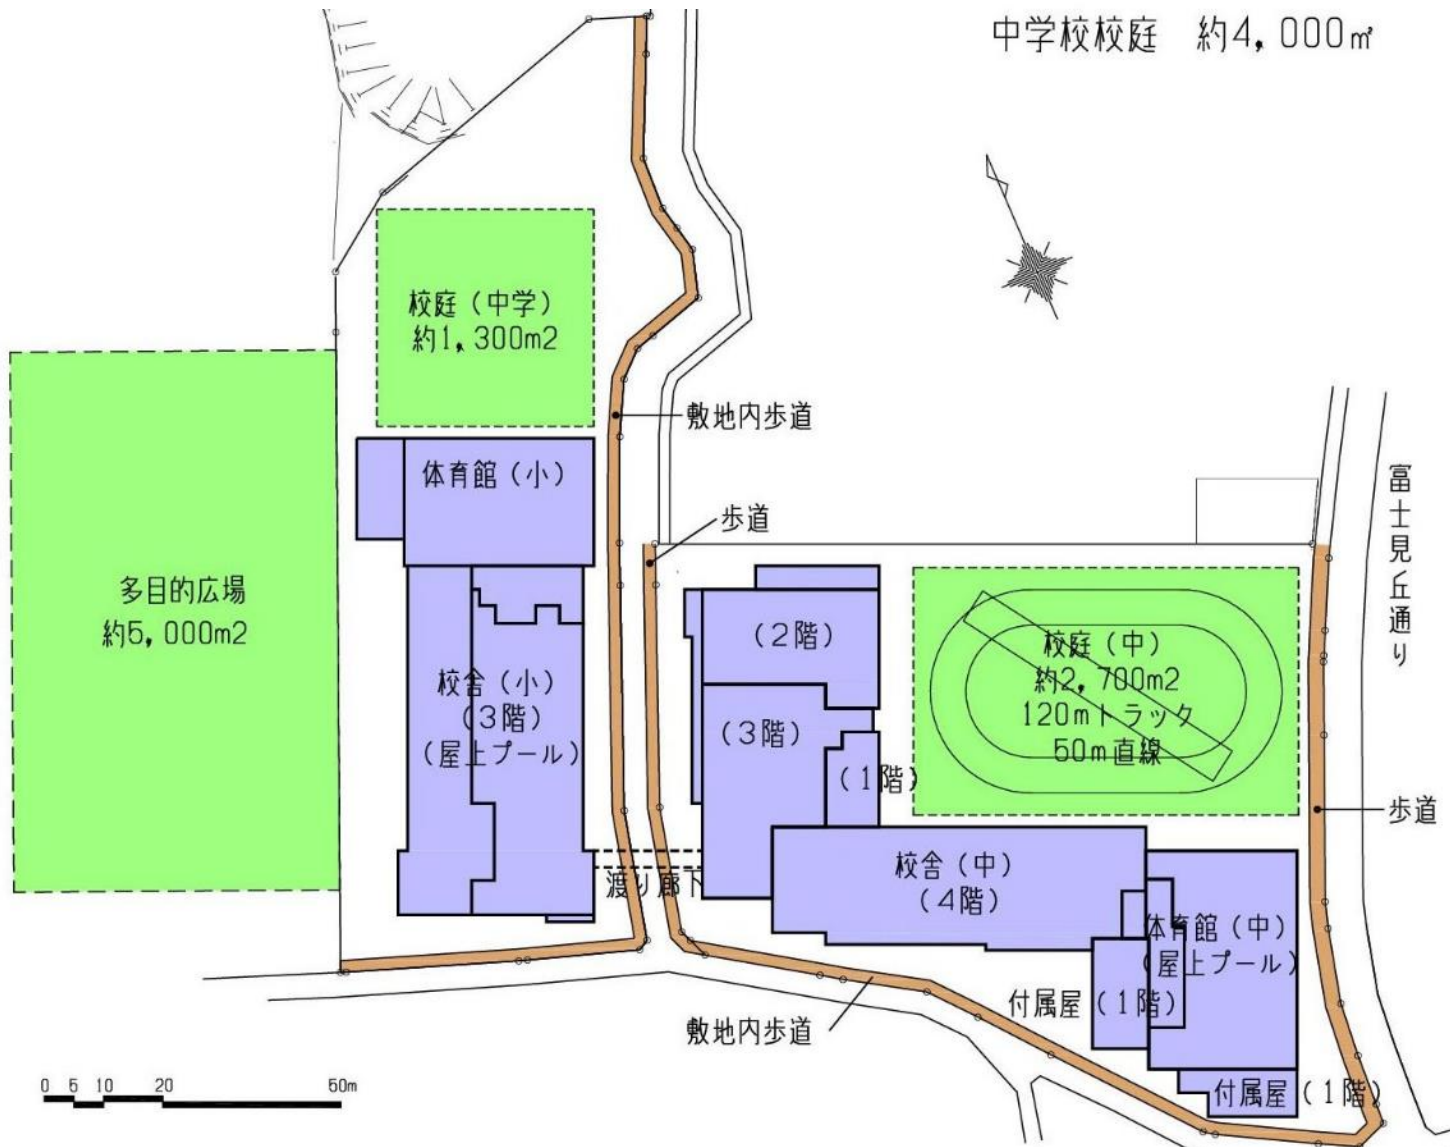 中学校校庭　約4,000㎡
校庭（中学）
約1,300m2
敷地内歩道
体育館（小）
歩道
富士見丘通り
多目的広場
約5,000m2
（2階）
校庭（中）
約2,700m2
120mトラック
50m直線
校舎（小）
（3階）
（屋上プール）
（3階）
（1階）
歩道
校舎（中）
（4階）
渡り廊下
体育館（中）
（屋上プール）
付属屋（1階）
敷地内歩道
付属屋（1階）
0 5 10 20 50m